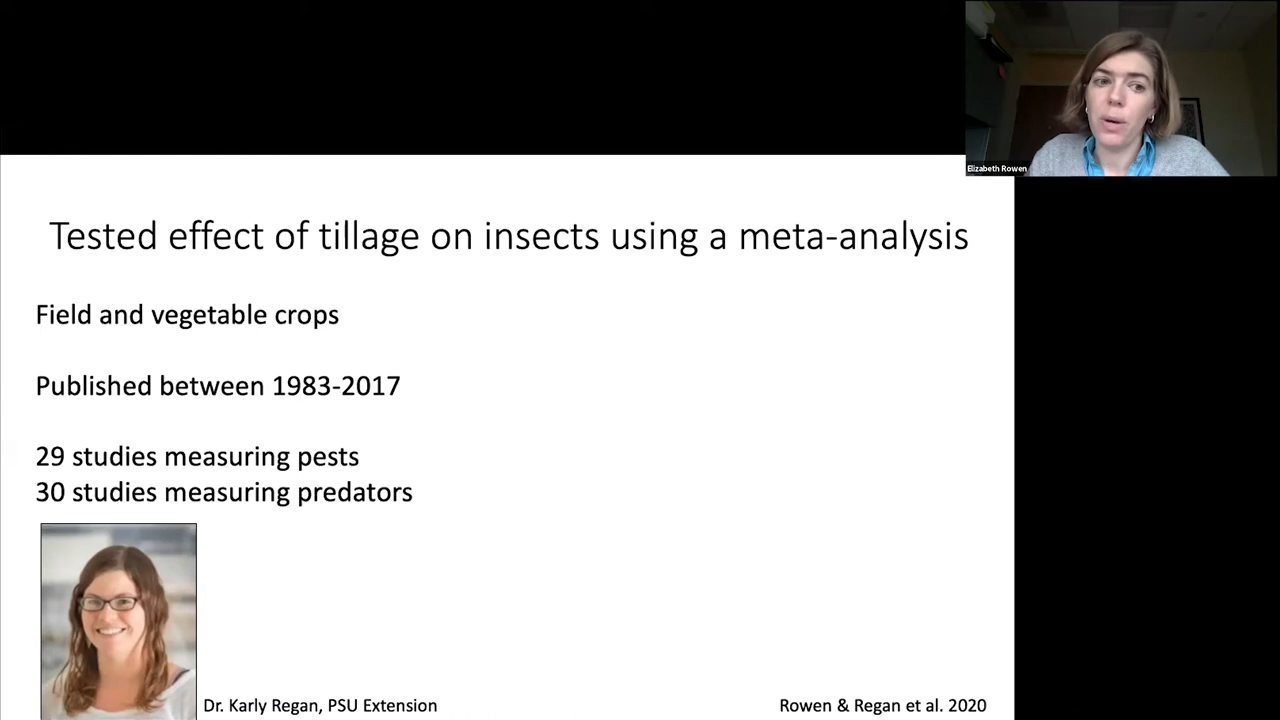 Elizabeth Rowen
Tested effect of tillage on insects using a meta-analysis
Field and vegetable crops
Published between 1983-2017
29 studies measuring pests
30 studies measuring predators
Dr. Karly Regan, PSU Extension
Rowen & Regan et al. 2020